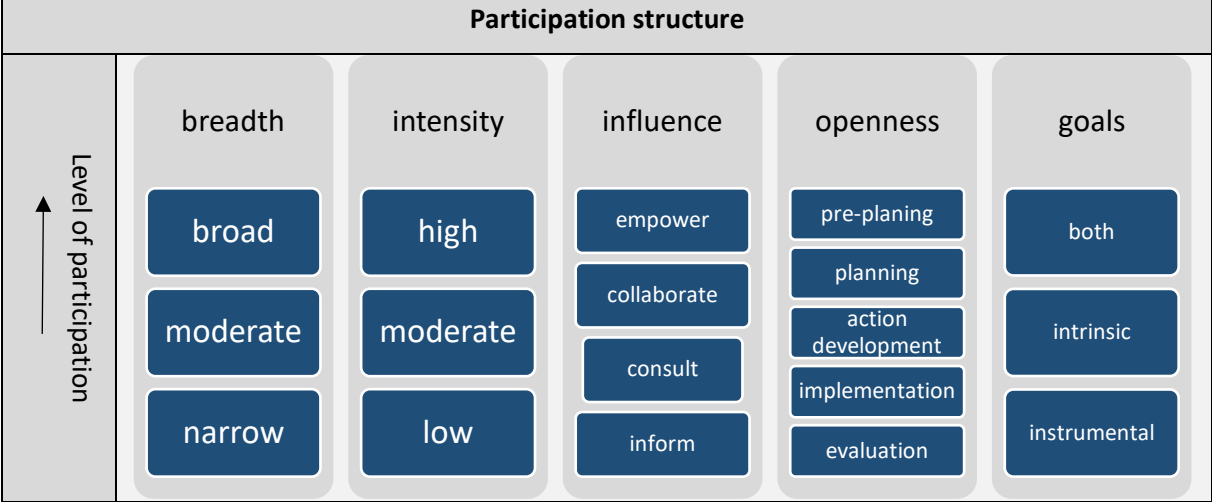 Participation structure
Level of participation
breadth
broad
moderate
narrow
intensity
high
moderate
low
influence
empower
collaborate
consult
inform
openness
pre-planing
planning
action
development
implementation
evaluation
goals
both
intrinsic
instrumental